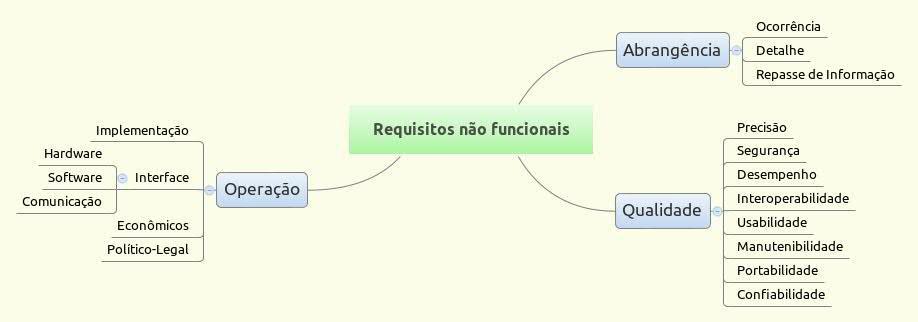 Requisitos não funcionais
Abrangência
Ocorrência
Detalhe
Repasse de Informação
Qualidade
Precisão
Segurança
Desempenho
Interoperabilidade
Usabilidade
Manutenibilidade
Portabilidade
Confiabilidade
Operação
Implementação
Interface
Hardware
Software
Comunicação
Econômicos
Político-Legal